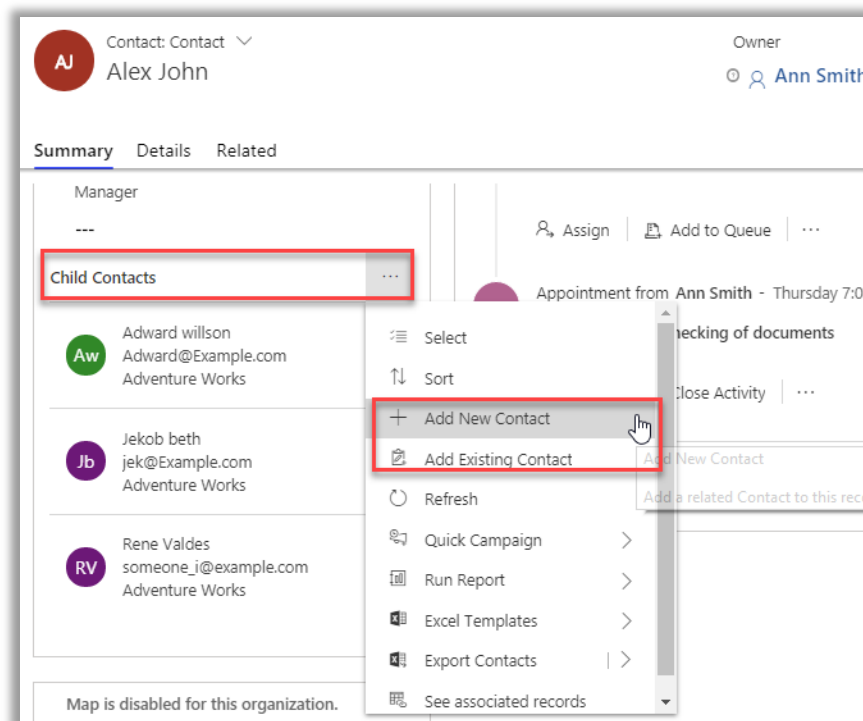 AJ
Contact: Contact
Alex John
Owner
Ann Smith
Summary Details Related
Manager
---
Child Contacts ...
Assign Add to Queue ...
Appointment from Ann Smith - Thursday 7:0
Aw
Adward willson
Adward@Example.com
Adventure Works
Jb
Jekob beth
jek@Example.com
Adventure Works
RV
Rene Valdes
someone_i@example.com
Adventure Works
Select
Sort
Add New Contact
Add Existing Contact
Refresh
Quick Campaign
Run Report
Excel Templates
Export Contacts
See associated records
of documents
Activity ...
Add New Contact
Add a related Contact to this
Map is disabled for this organization.